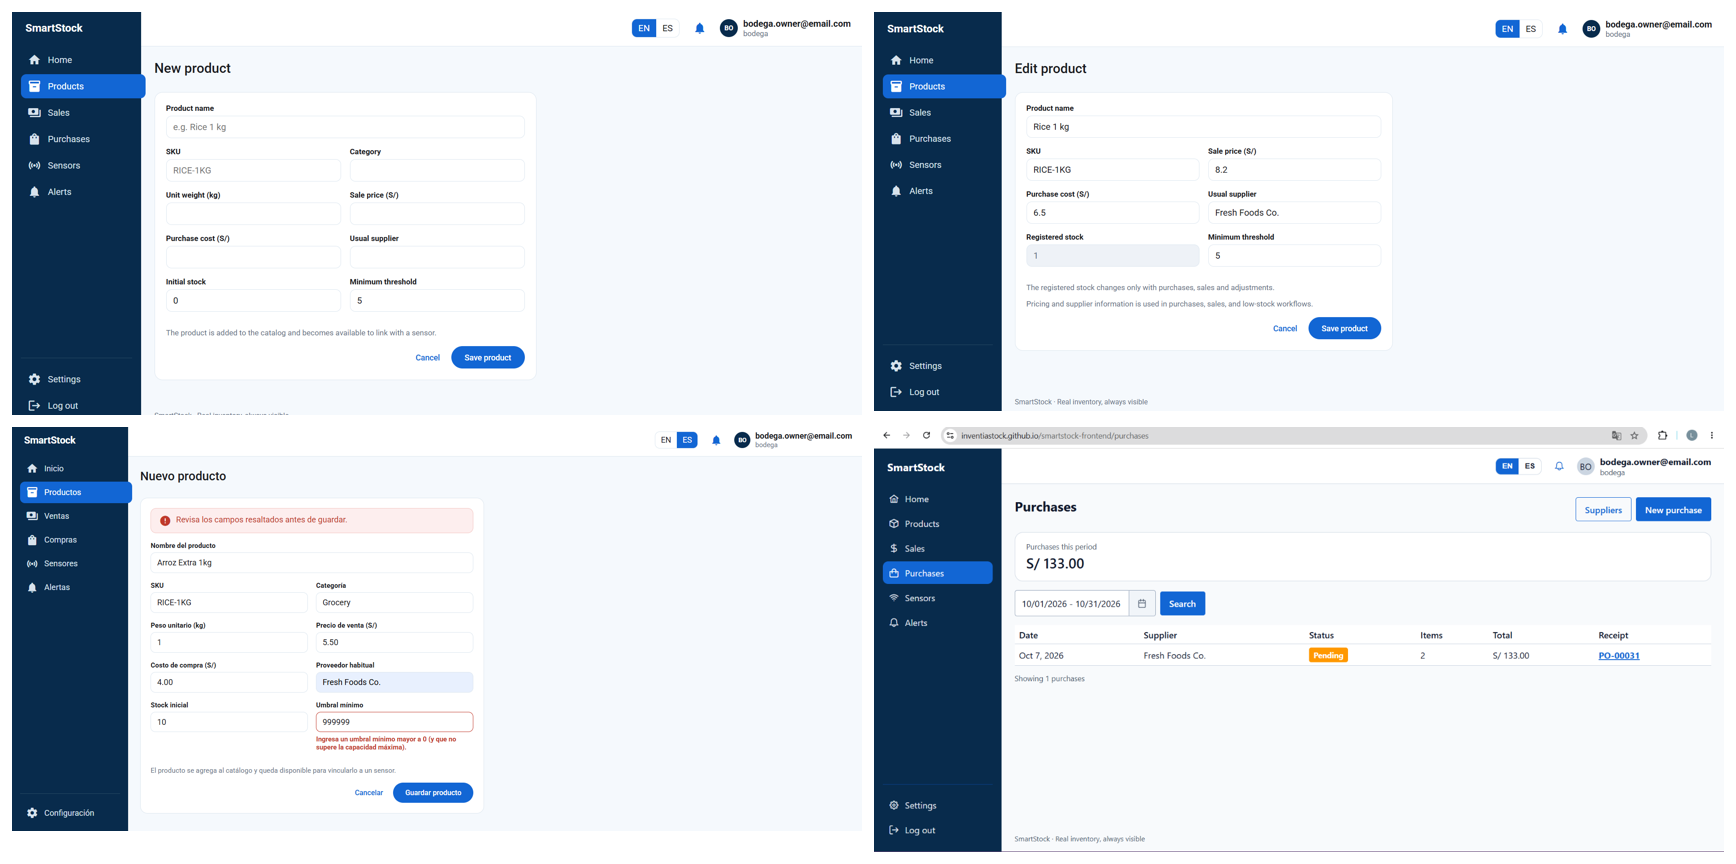 SmartStock
EN ES
BO
bodega.owner@email.com
bodega
Home
Products
Sales
Purchases
Sensors
Alerts
Settings
Log out
New product
Product name
e.g. Rice 1 kg
SKU Category
RICE-1KG
Unit weight (kg) Sale price (S/)
Purchase cost (S/) Usual supplier
Initial stock Minimum threshold
0 5
The product is added to the catalog and becomes available to link with a sensor.
Cancel Save product
SmartStock · Real inventory, always visible
SmartStock
EN ES
BO
bodega.owner@email.com
bodega
Home
Products
Sales
Purchases
Sensors
Alerts
Settings
Log out
Edit product
Product name
Rice 1 kg
SKU Sale price (S/)
RICE-1KG 8.2
Purchase cost (S/) Usual supplier
6.5 Fresh Foods Co.
Registered stock Minimum threshold
1 5
The registered stock changes only with purchases, sales and adjustments.
Pricing and supplier information is used in purchases, sales, and low-stock workflows.
Cancel Save product
SmartStock · Real inventory, always visible
SmartStock
EN ES
BO
bodega.owner@email.com
bodega
Inicio
Productos
Ventas
Compras
Sensores
Alertas
Configuración
Nuevo producto
Revisa los campos resaltados antes de guardar.
Nombre del producto
Arroz Extra 1kg
SKU Categoría
RICE-1KG Grocery
Peso unitario (kg) Precio de venta (S/)
1 5.50
Costo de compra (S/) Proveedor habitual
4.00 Fresh Foods Co.
Stock inicial Umbral mínimo
10 999999
Ingresa un umbral mínimo mayor a 0 (y que no
supere la capacidad máxima).
El producto se agrega al catálogo y queda disponible para vincularlo a un sensor.
Cancelar Guardar producto
inventiastock.github.io/smartstock-frontend/purchases
L
SmartStock
EN ES
BO
bodega.owner@email.com
bodega
Home
Products
Sales
Purchases
Sensors
Alerts
Settings
Log out
Purchases
Suppliers New purchase
Purchases this period
S/ 133.00
10/01/2026 - 10/31/2026 Search
Date Supplier Status Items Total Receipt
Oct 7, 2026 Fresh Foods Co. Pending 2 S/ 133.00 PO-00031
Showing 1 purchases
SmartStock · Real inventory, always visible